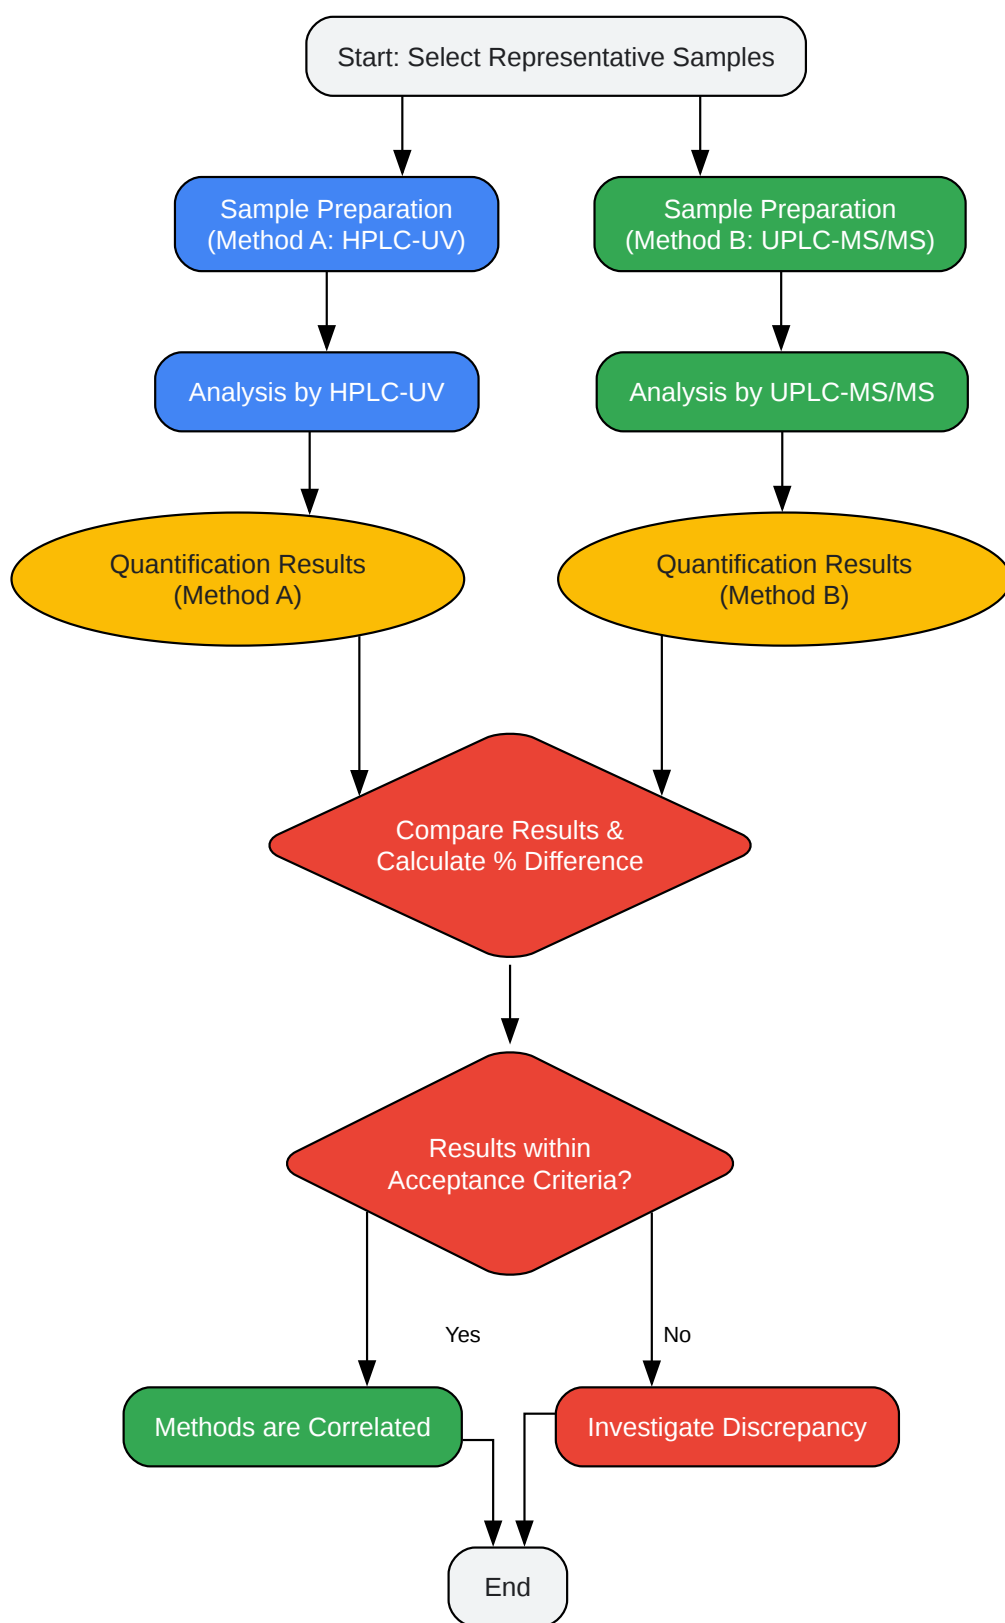 Start: Select Representative Samples
Sample Preparation
(Method A: HPLC-UV)
Sample Preparation
(Method B: UPLC-MS/MS)
Analysis by HPLC-UV
Analysis by UPLC-MS/MS
Quantification Results
(Method A)
Quantification Results
(Method B)
Compare Results &
Calculate % Difference
Results within
Acceptance Criteria?
Yes
No
Methods are Correlated
Investigate Discrepancy
End